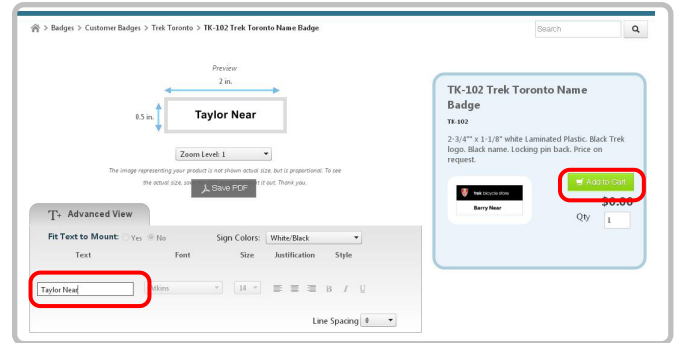 > Badges > Customer Badges > Trek Toronto > TK-102 Trek Toronto Name Badge
Search
Preview
2 in.
0.5 in.
Taylor Near
Zoom Level: 1
The image representing your product is not shown actual size, but is proportional. To see
the actual size, sav
t it out. Thank you.
Save PDF
T+ Advanced View
Fit Text to Mount: Yes No
Sign Colors: White/Black
Text Font Size Justification Style
Taylor Near
14
B I U
Line Spacing 0
TK-102 Trek Toronto Name
Badge
TK-102
2-3/4"" x 1-1/8" white Laminated Plastic. Black Trek
logo. Black name. Locking pin back. Price on
request.
Add to Cart
$0.00
Qty 1
trek bicycle store
Barry Near